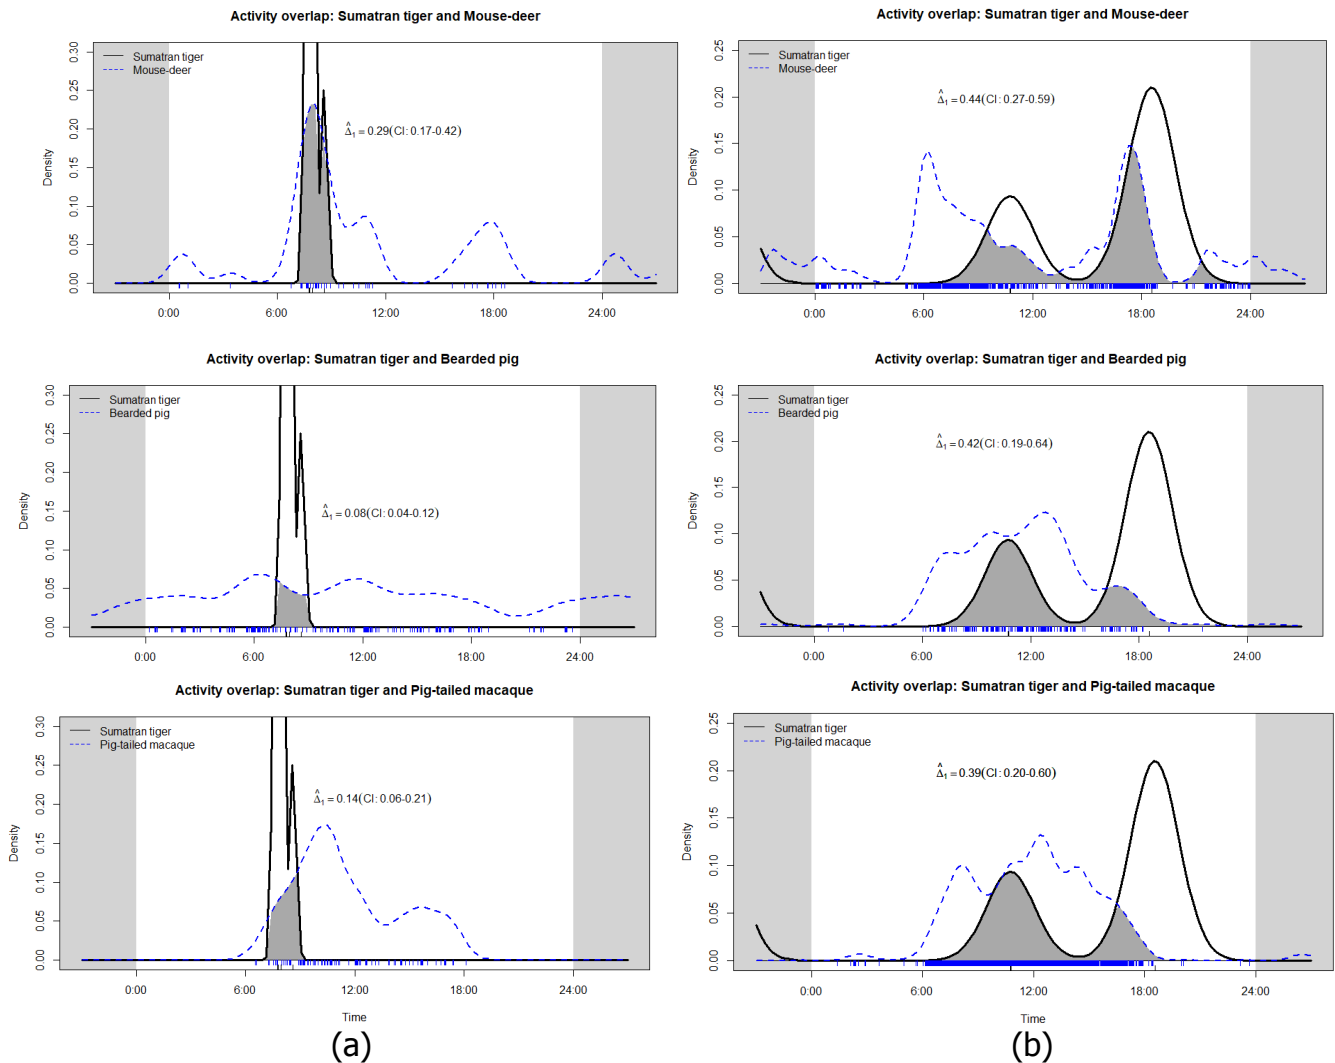 Activity overlap: Sumatran tiger and Mouse-deer
Sumatran tiger
Mouse-deer
Δ̂₁ = 0.29(CI: 0.17-0.42)
Density
0.00 0.05 0.10 0.15 0.20 0.25 0.30
0:00 6:00 12:00 18:00 24:00
Activity overlap: Sumatran tiger and Mouse-deer
Sumatran tiger
Mouse-deer
Δ̂₁ = 0.44(CI: 0.27-0.59)
Density
0.00 0.05 0.10 0.15 0.20 0.25
0:00 6:00 12:00 18:00 24:00
Activity overlap: Sumatran tiger and Bearded pig
Sumatran tiger
Bearded pig
Δ̂₁ = 0.08(CI: 0.04-0.12)
Density
0.00 0.05 0.10 0.15 0.20 0.25 0.30
0:00 6:00 12:00 18:00 24:00
Activity overlap: Sumatran tiger and Bearded pig
Sumatran tiger
Bearded pig
Δ̂₁ = 0.42(CI: 0.19-0.64)
Density
0.00 0.05 0.10 0.15 0.20 0.25
0:00 6:00 12:00 18:00 24:00
Activity overlap: Sumatran tiger and Pig-tailed macaque
Sumatran tiger
Pig-tailed macaque
Δ̂₁ = 0.14(CI: 0.06-0.21)
Density
0.00 0.05 0.10 0.15 0.20 0.25 0.30
0:00 6:00 12:00 18:00 24:00
Time
(a)
Activity overlap: Sumatran tiger and Pig-tailed macaque
Sumatran tiger
Pig-tailed macaque
Δ̂₁ = 0.39(CI: 0.20-0.60)
Density
0.00 0.05 0.10 0.15 0.20 0.25
0:00 6:00 12:00 18:00 24:00
Time
(b)